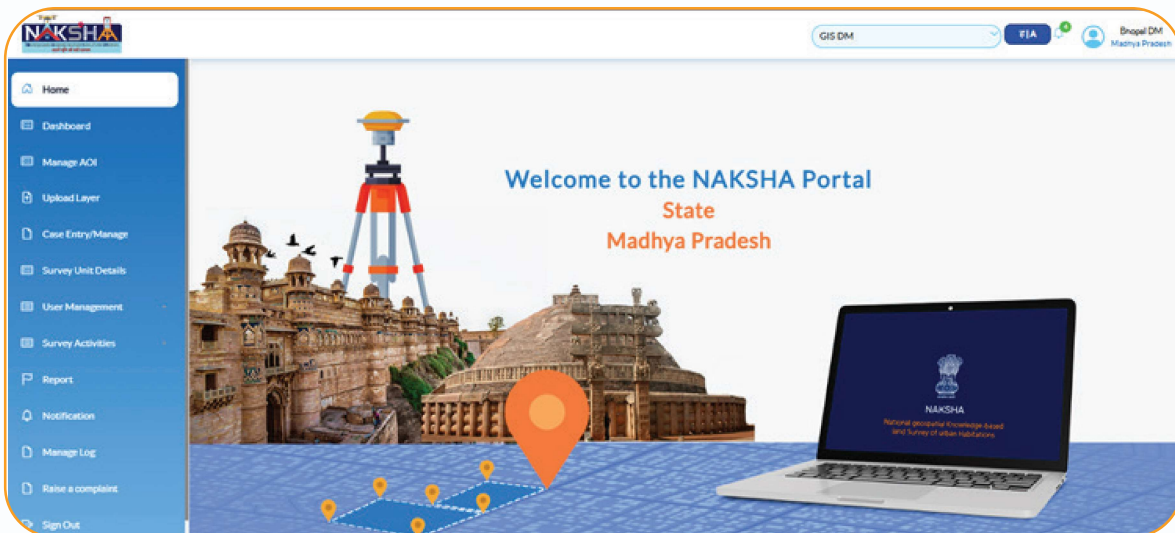 NAKSHA
GIS DM
ह|A
4
Bhopal DM
Madhya Pradesh
Home
Dashboard
Manage AOI
Upload Layer
Case Entry/Manage
Survey Unit Details
User Management
Survey Activities
Report
Notification
Manage Log
Raise a complaint
Sign Out
Welcome to the NAKSHA Portal
State
Madhya Pradesh
NAKSHA
National geospatial Knowledge-based
land Survey of urban Habitations